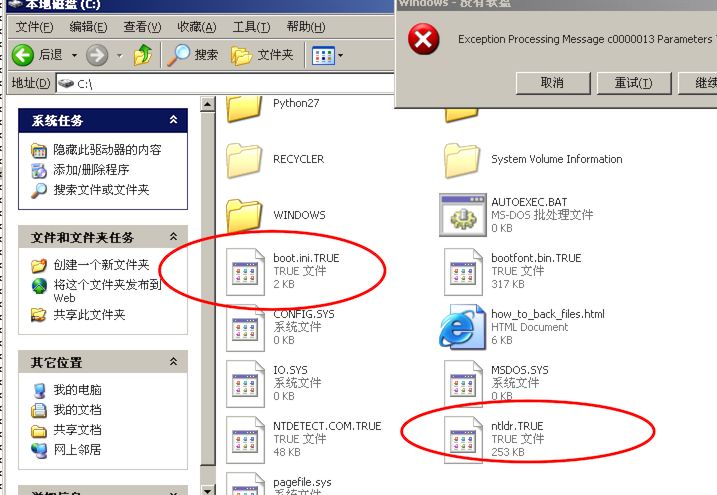 本地磁盘 (C:)
文件(F) 编辑(E) 查看(V) 收藏(A) 工具(T) 帮助(H)
后退 搜索 文件夹
地址(D) C:\
Windows - 没有软盘
Exception Processing Message c0000013 Parameters
取消 重试(T) 继续
系统任务
隐藏此驱动器的内容
添加/删除程序
搜索文件或文件夹
文件和文件夹任务
创建一个新文件夹
将这个文件夹发布到
Web
共享此文件夹
其它位置
我的电脑
我的文档
共享文档
网上邻居
详细信息
Python27
RECYCLER
System Volume Information
WINDOWS
AUTOEXEC.BAT
MS-DOS 批处理文件
0 KB
boot.ini.TRUE
TRUE 文件
2 KB
bootfont.bin.TRUE
TRUE 文件
317 KB
CONFIG.SYS
系统文件
0 KB
how_to_back_files.html
HTML Document
6 KB
IO.SYS
系统文件
0 KB
MSDOS.SYS
系统文件
0 KB
NTDETECT.COM.TRUE
TRUE 文件
48 KB
ntldr.TRUE
TRUE 文件
253 KB
pagefile.sys
系统文件